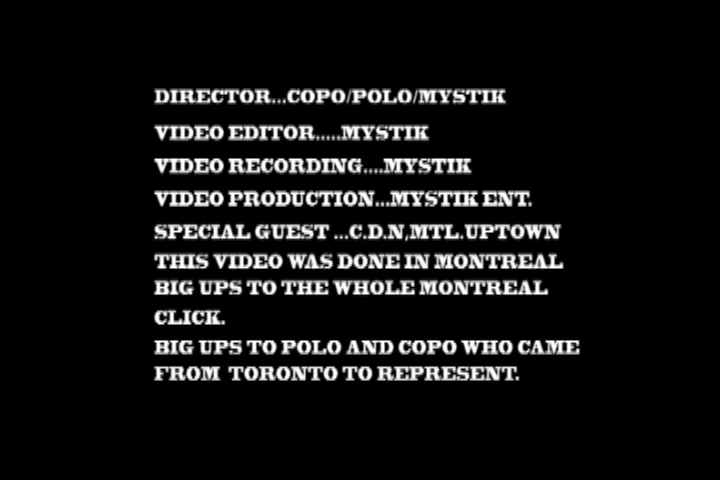 DIRECTOR...COPO/POLO/MYSTIK
VIDEO EDITOR.....MYSTIK
VIDEO RECORDING....MYSTIK
VIDEO PRODUCTION...MYSTIK ENT.
SPECIAL GUEST ...C.D.N,MTL.UPTOWN
THIS VIDEO WAS DONE IN MONTREAL
BIG UPS TO THE WHOLE MONTREAL
CLICK.
BIG UPS TO POLO AND COPO WHO CAME
FROM  TORONTO TO REPRESENT.